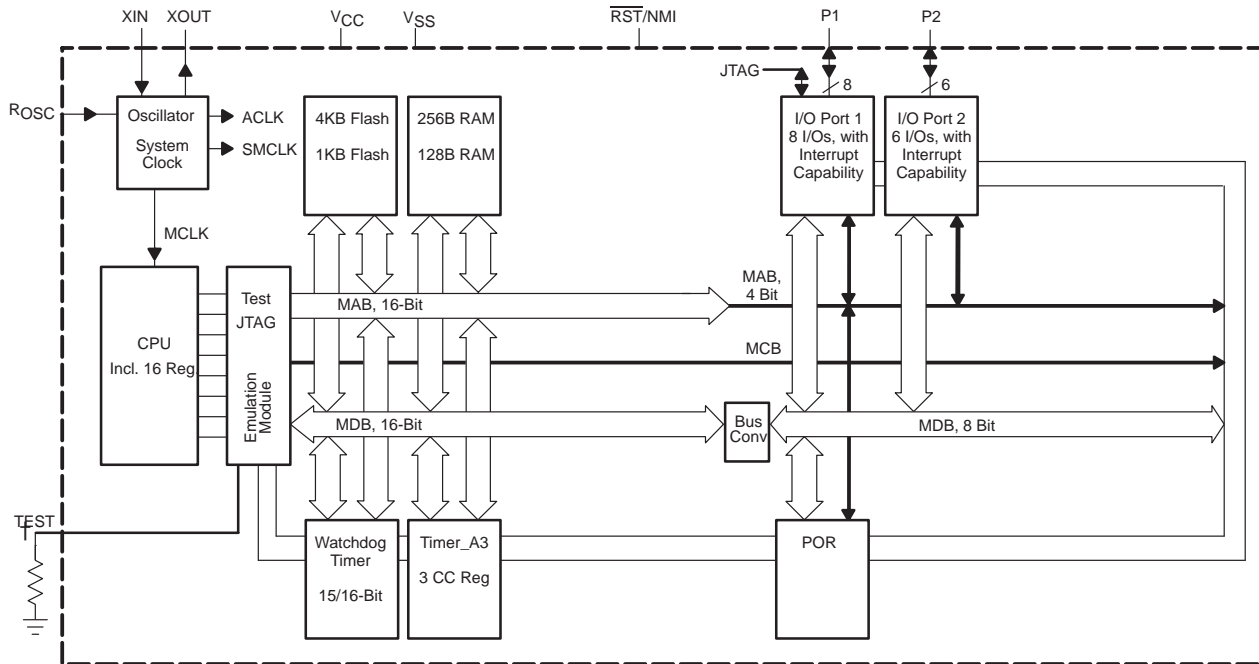 XIN XOUT VCC VSS RST/NMI P1 P2
JTAG
8 6
ROSC
Oscillator
System
Clock
ACLK
SMCLK
4KB Flash
1KB Flash
256B RAM
128B RAM
I/O Port 1
8 I/Os, with
Interrupt
Capability
I/O Port 2
6 I/Os, with
Interrupt
Capability
MCLK
CPU
Incl. 16 Reg.
Test
JTAG
Emulation
Module
MAB, 16-Bit
MAB,
4 Bit
MCB
MDB, 16-Bit
Bus
Conv
MDB, 8 Bit
TEST
Watchdog
Timer
15/16-Bit
Timer_A3
3 CC Reg
POR